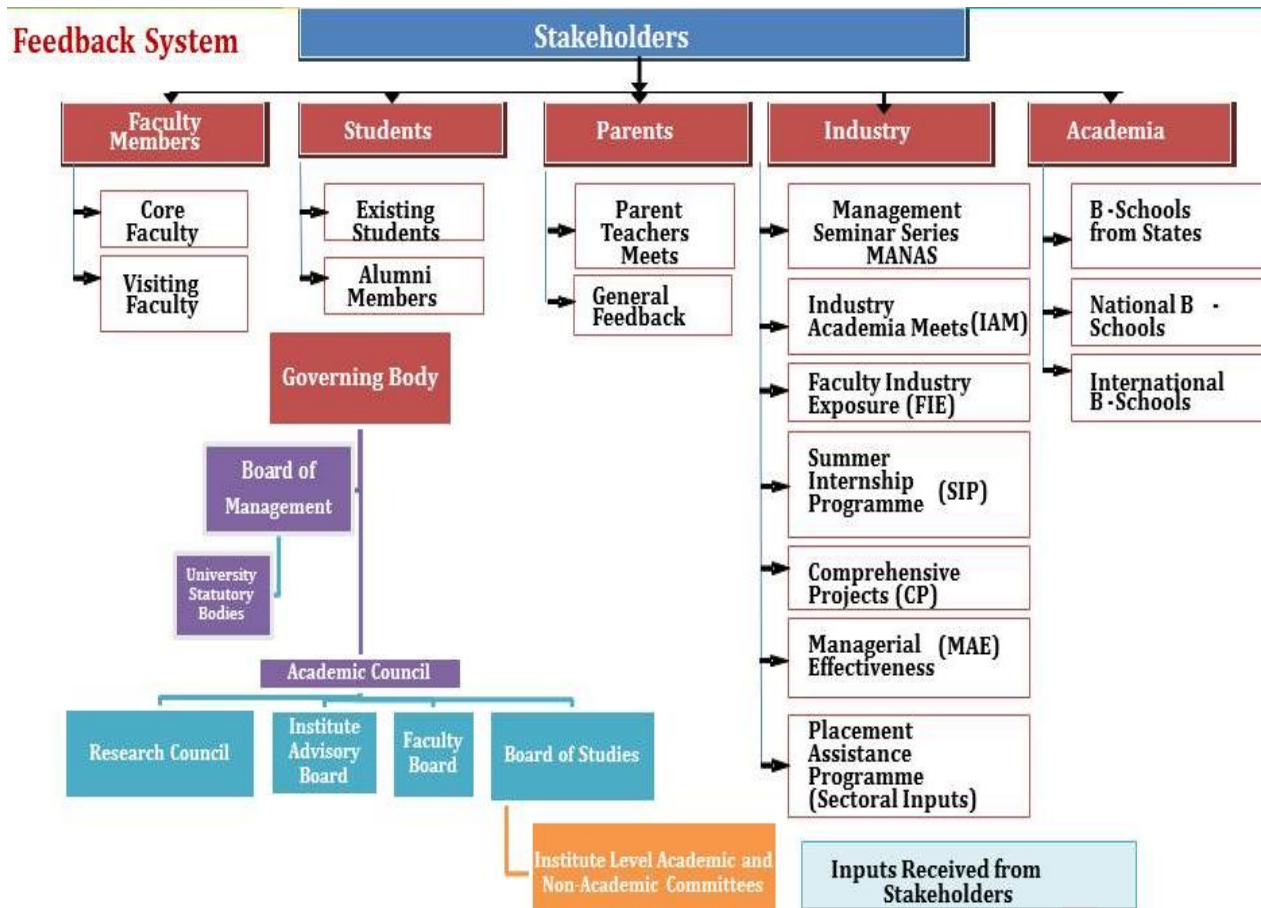 Feedback System
Stakeholders
Faculty
Members
Students
Parents
Industry
Academia
Core
Faculty
Visiting
Faculty
Existing
Students
Alumni
Members
Parent
Teachers
Meets
General
Feedback
Management
Seminar Series
MANAS
Industry
Academia Meets (IAM)
Faculty Industry
Exposure (FIE)
Summer
Internship (SIP)
Programme
Comprehensive
Projects (CP)
Managerial (MAE)
Effectiveness
Placement
Assistance
Programme
(Sectoral Inputs)
B -Schools
from States
National B -
Schools
International
B -Schools
Governing Body
Board of
Management
University
Statutory
Bodies
Academic Council
Research Council
Institute
Advisory
Board
Faculty
Board
Board of Studies
Institute Level Academic and
Non-Academic Committees
Inputs Received from
Stakeholders